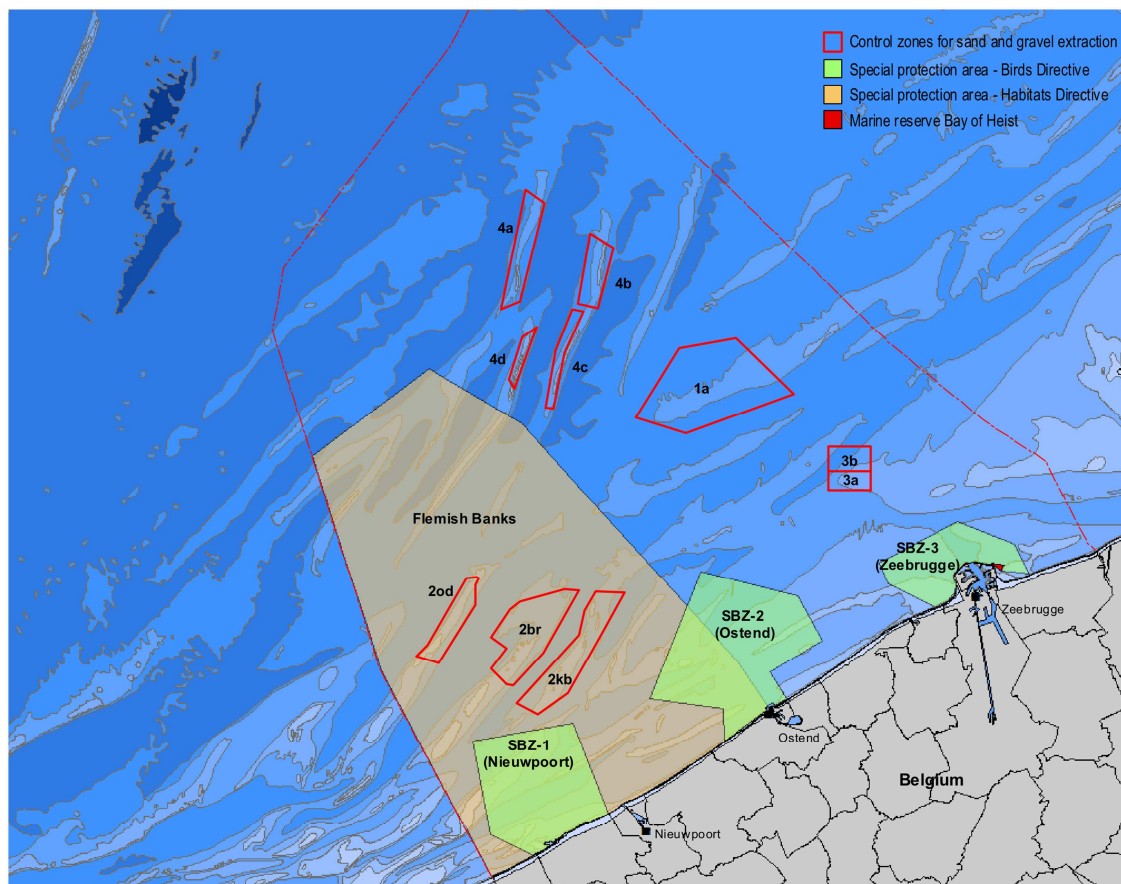 Control zones for sand and gravel extraction
Special protection area - Birds Directive
Special protection area - Habitats Directive
Marine reserve Bay of Heist
4a
4b
4d
4c
1a
3b
3a
Flemish Banks
SBZ-3
(Zeebrugge)
2od
2br
SBZ-2
(Ostend)
Zeebrugge
2kb
SBZ-1
(Nieuwpoort)
Ostend
Belgium
Nieuwpoort